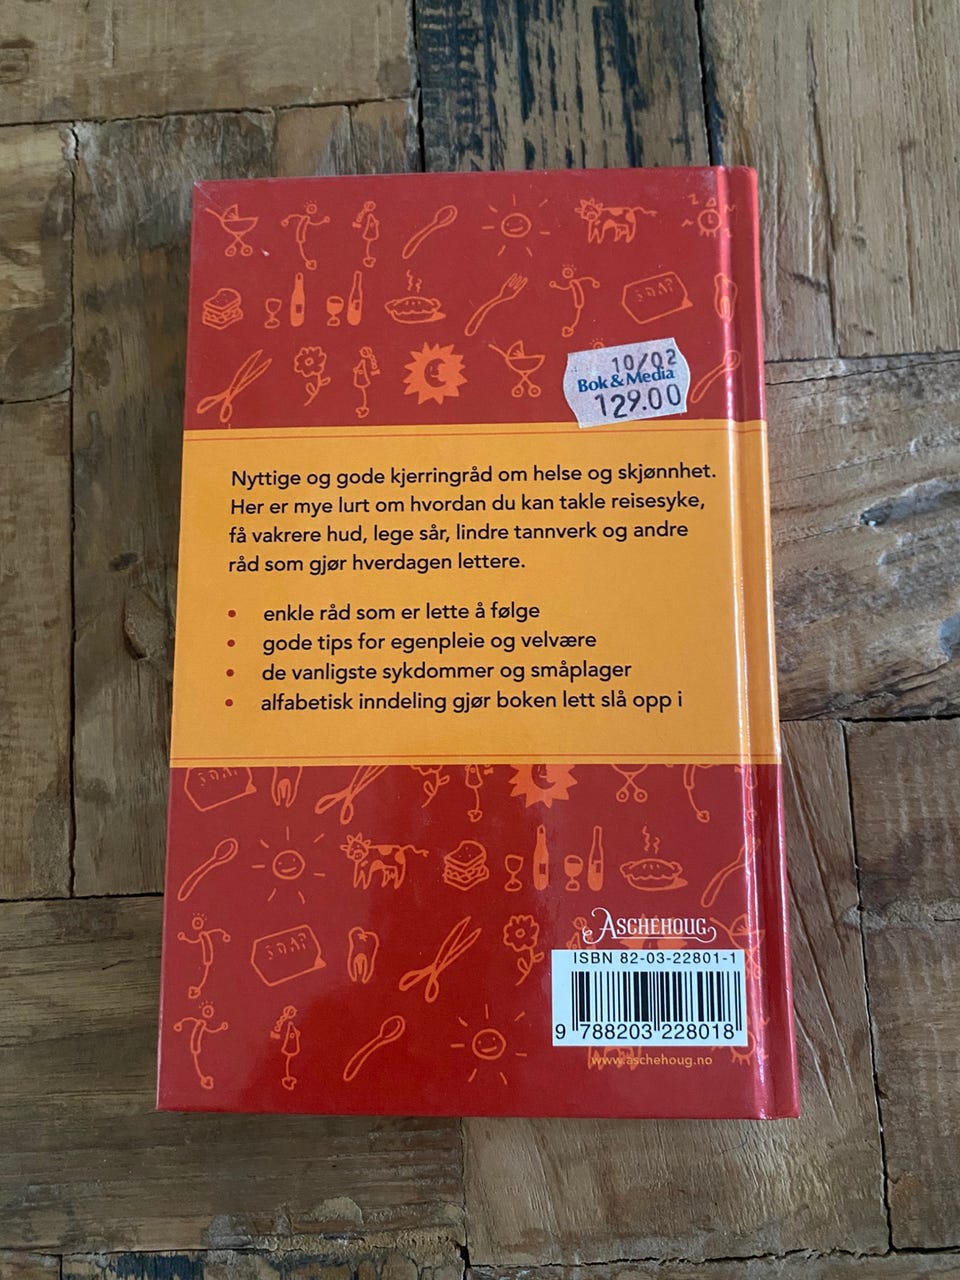 SOAP
10/02
Bok & Media
129.00
Nyttige og gode kjerringråd om helse og skjønnhet.
Her er mye lurt om hvordan du kan takle reisesyke,
få vakrere hud, lege sår, lindre tannverk og andre
råd som gjør hverdagen lettere.
• enkle råd som er lette å følge
• gode tips for egenpleie og velvære
• de vanligste sykdommer og småplager
• alfabetisk inndeling gjør boken lett slå opp i
SOAP
SOAP
ASCHEHOUG
ISBN 82-03-22801-1
9 788203 228018
www.aschehoug.no